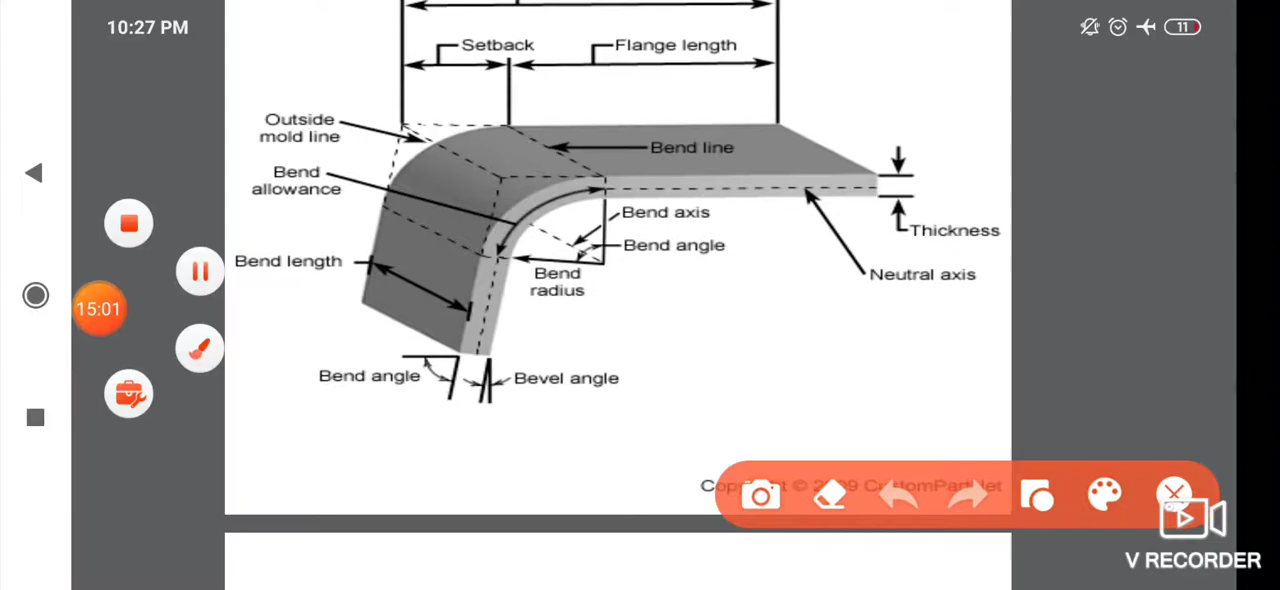 10:27 PM
11
Setback
Flange length
Outside
mold line
Bend line
Bend
allowance
Bend axis
Thickness
Bend angle
Bend length
Bend
radius
Neutral axis
15:01
Bend angle
Bevel angle
V RECORDER